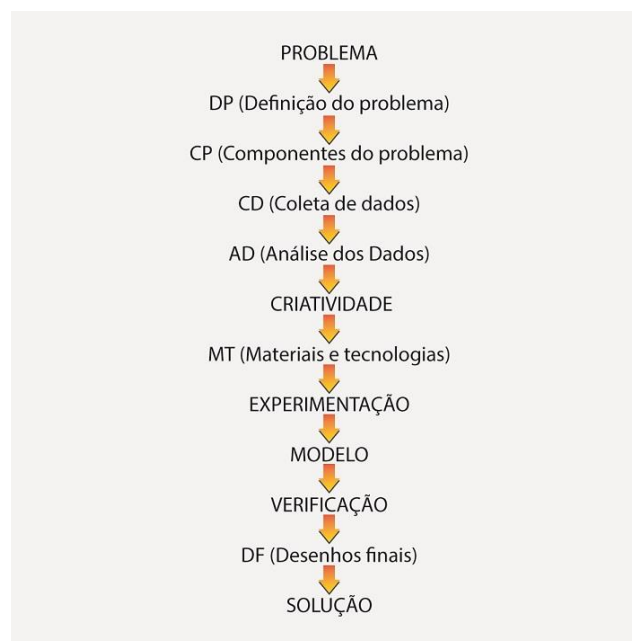 PROBLEMA
DP (Definição do problema)
CP (Componentes do problema)
CD (Coleta de dados)
AD (Análise dos Dados)
CRIATIVIDADE
MT (Materiais e tecnologias)
EXPERIMENTAÇÃO
MODELO
VERIFICAÇÃO
DF (Desenhos finais)
SOLUÇÃO